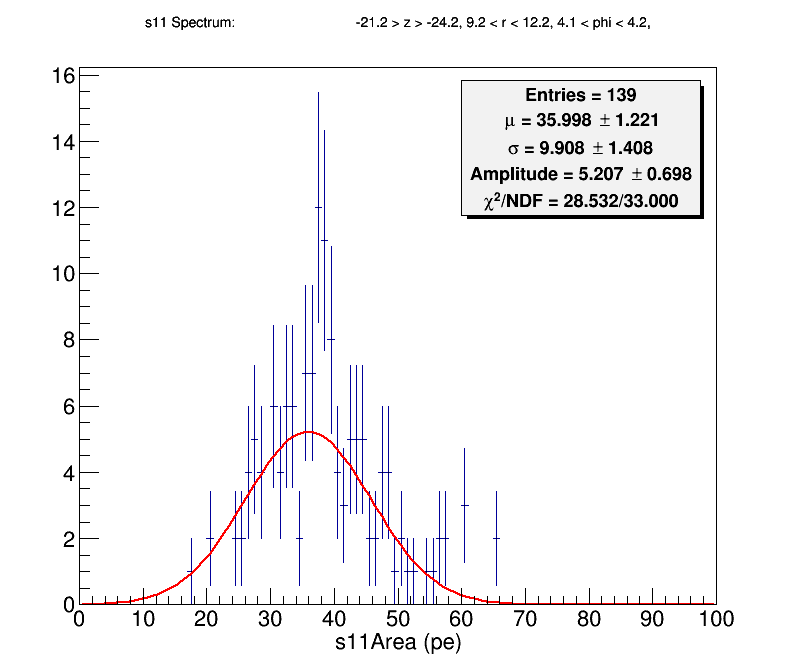 s11 Spectrum: -21.2 > z > -24.2, 9.2 < r < 12.2, 4.1 < phi < 4.2,
Entries = 139
μ = 35.998 ± 1.221
σ = 9.908 ± 1.408
Amplitude = 5.207 ± 0.698
χ²/NDF = 28.532/33.000
16
14
12
10
8
6
4
2
0
0 10 20 30 40 50 60 70 80 90 100
s11Area (pe)